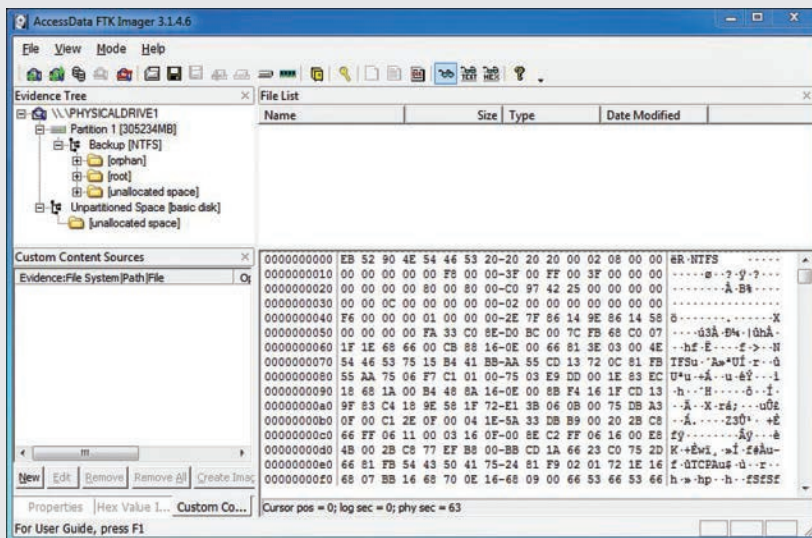 AccessData FTK Imager 3.1.4.6
File View Mode Help
Evidence Tree
\\.\PHYSICALDRIVE1
Partition 1 [305234MB]
Backup [NTFS]
[orphan]
[root]
[unallocated space]
Unpartitioned Space [basic disk]
[unallocated space]
File List
Name Size Type Date Modified
Custom Content Sources
Evidence:File System|Path|File
New Edit Remove Remove All Create Imag
Properties Hex Value I... Custom Co...
0000000000 EB 52 90 4E 54 46 53 20-20 20 20 00 02 08 00 00 ëR·NTFS ·····
0000000010 00 00 00 00 00 F8 00 00-3F 00 FF 00 3F 00 00 00 ·····ø··?·ÿ·?···
0000000020 00 00 00 00 80 00 80 00-C0 97 42 25 00 00 00 00
0000000030 00 00 0C 00 00 00 00 00-02 00 00 00 00 00 00 00 ················
0000000040 F6 00 00 00 01 00 00 00-2E 7F 86 14 9E 86 14 58
0000000050 00 00 00 00 FA 33 C0 8E-D0 BC 00 7C FB 68 C0 07
0000000060 1F 1E 68 66 00 CB 88 16-0E 00 66 81 3E 03 00 4E
0000000070 54 46 53 75 15 B4 41 BB-AA 55 CD 13 72 0C 81 FB
0000000080 55 AA 75 06 F7 C1 01 00-75 03 E9 DD 00 1E 83 EC
0000000090 18 68 1A 00 B4 48 8A 16-0E 00 8B F4 16 1F CD 13
00000000a0 9F 83 C4 18 9E 58 1F 72-E1 3B 06 0B 00 75 DB A3
00000000b0 0F 00 C1 2E 0F 00 04 1E-5A 33 DB B9 00 20 2B C8
00000000c0 66 FF 06 11 00 03 16 0F-00 8E C2 FF 06 16 00 E8
00000000d0 4B 00 2B C8 77 EF B8 00-BB CD 1A 66 23 C0 75 2D
00000000e0 66 81 FB 54 43 50 41 75-24 81 F9 02 01 72 1E 16
00000000f0 68 07 BB 16 68 70 0E 16-68 09 00 66 53 66 53 66
Cursor pos = 0; log sec = 0; phy sec = 63
For User Guide, press F1